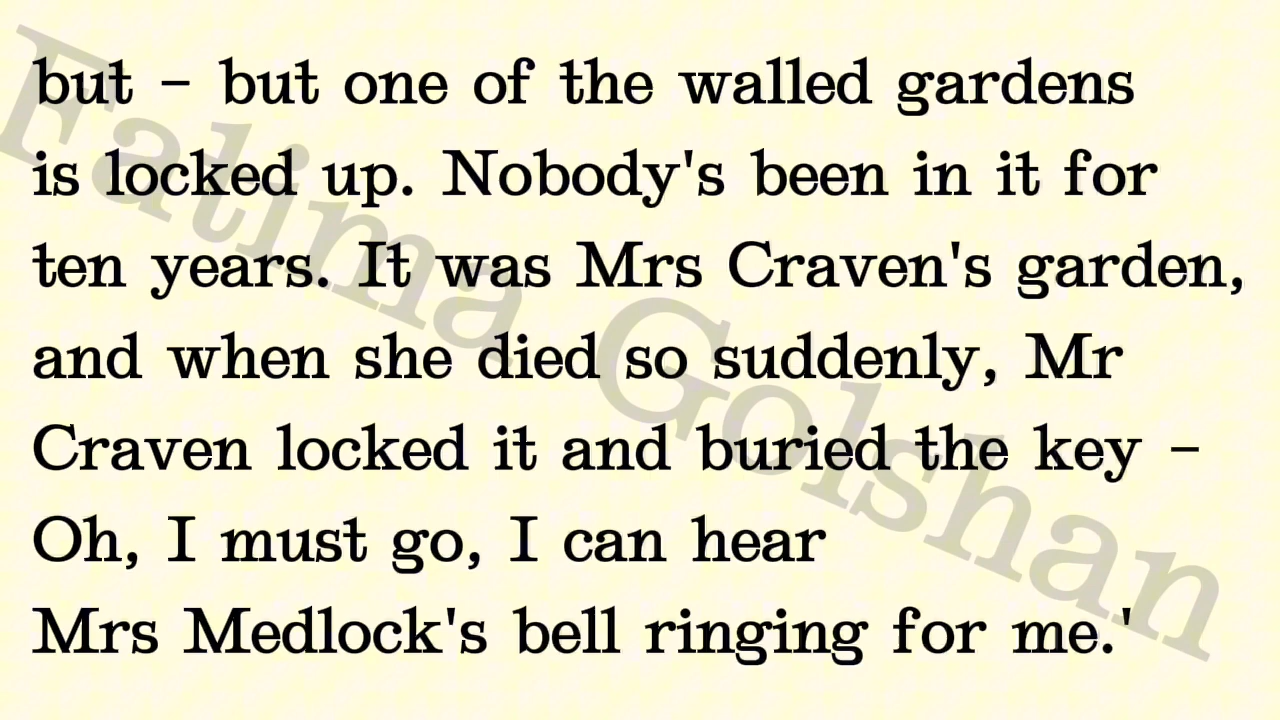 but – but one of the walled gardens
is locked up. Nobody's been in it for
ten years. It was Mrs Craven's garden,
and when she died so suddenly, Mr
Craven locked it and buried the key –
Oh, I must go, I can hear
Mrs Medlock's bell ringing for me.'
Fatima Golshan